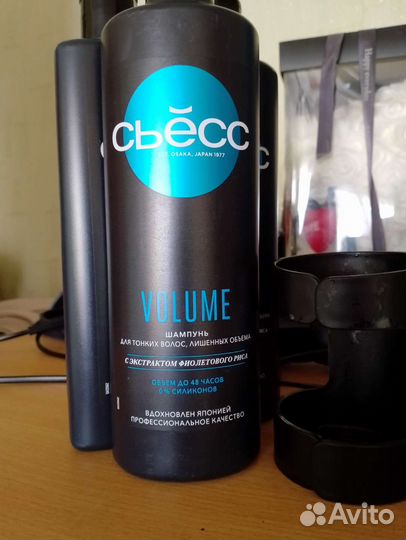 СЬЁСС
EST. OSAKA, JAPAN 1977
VOLUME
ШАМПУНЬ
ДЛЯ ТОНКИХ ВОЛОС, ЛИШЕННЫХ ОБЪЕМА
С ЭКСТРАКТОМ ФИОЛЕТОВОГО РИСА
ОБЪЕМ ДО 48 ЧАСОВ
0% СИЛИКОНОВ
ВДОХНОВЛЕН ЯПОНИЕЙ
ПРОФЕССИОНАЛЬНОЕ КАЧЕСТВО
Avito